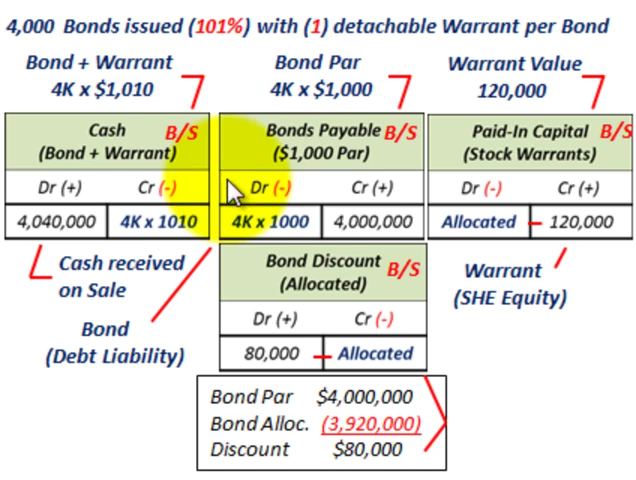 4,000 Bonds issued (101%) with (1) detachable Warrant per Bond
Bond + Warrant
4K x $1,010
Bond Par
4K x $1,000
Warrant Value
120,000
Cash B/S
(Bond + Warrant)
Dr (+) Cr (-)
4,040,000 4K x 1010
Bonds Payable B/S
($1,000 Par)
Dr (-) Cr (+)
4K x 1000 4,000,000
Paid-In Capital B/S
(Stock Warrants)
Dr (-) Cr (+)
Allocated 120,000
Cash received
on Sale
Bond
(Debt Liability)
Bond Discount B/S
(Allocated)
Dr (+) Cr (-)
80,000 Allocated
Warrant
(SHE Equity)
Bond Par $4,000,000
Bond Alloc. (3,920,000)
Discount $80,000